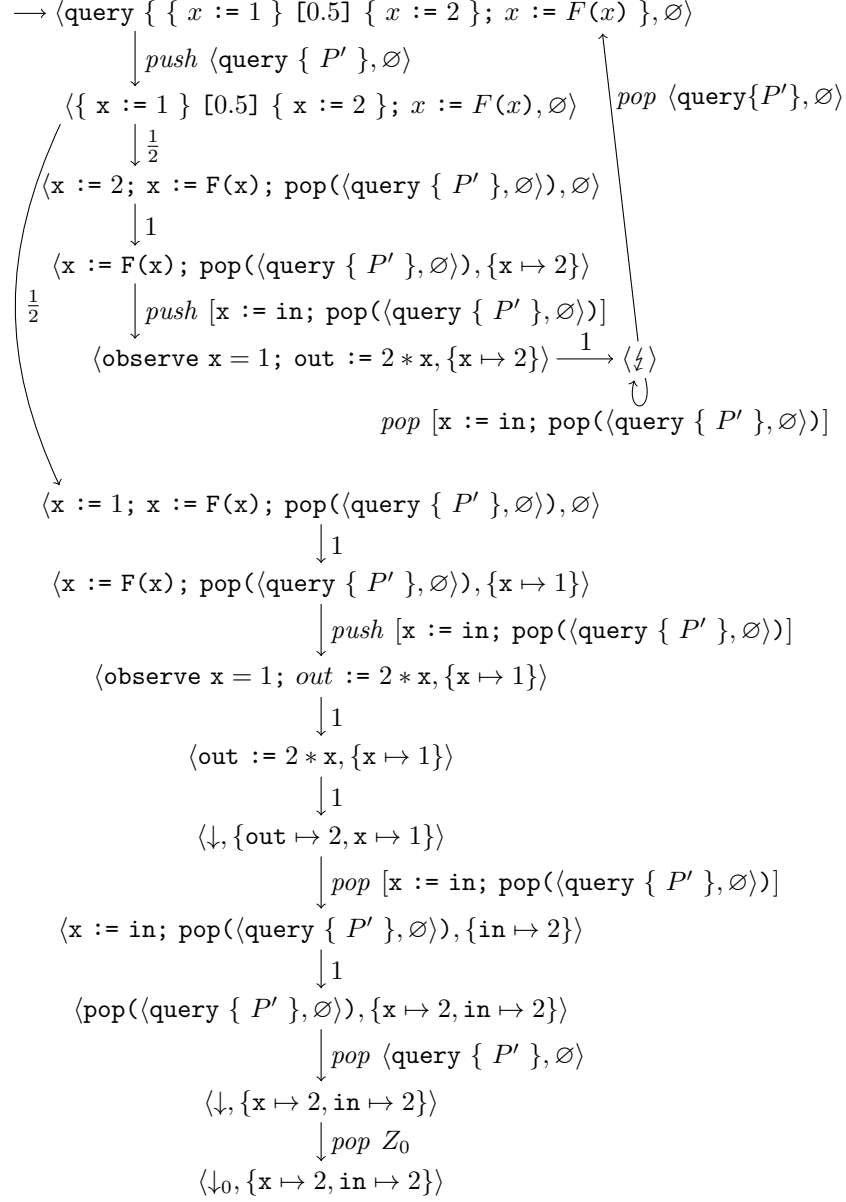 ⟶ ⟨query { { x := 1 } [0.5] { x := 2 }; x := F(x) }, ∅⟩
push ⟨query { P′ }, ∅⟩
pop ⟨query{P′}, ∅⟩
⟨{ x := 1 } [0.5] { x := 2 }; x := F(x), ∅⟩
1/2
⟨x := 2; x := F(x); pop(⟨query { P′ }, ∅⟩), ∅⟩
1
⟨x := F(x); pop(⟨query { P′ }, ∅⟩), {x ↦ 2}⟩
1/2
push [x := in; pop(⟨query { P′ }, ∅⟩)]
⟨observe x = 1; out := 2 * x, {x ↦ 2}⟩ 1 ⟨↯⟩
pop [x := in; pop(⟨query { P′ }, ∅⟩)]
⟨x := 1; x := F(x); pop(⟨query { P′ }, ∅⟩), ∅⟩
1
⟨x := F(x); pop(⟨query { P′ }, ∅⟩), {x ↦ 1}⟩
push [x := in; pop(⟨query { P′ }, ∅⟩)]
⟨observe x = 1; out := 2 * x, {x ↦ 1}⟩
1
⟨out := 2 * x, {x ↦ 1}⟩
1
⟨↓, {out ↦ 2, x ↦ 1}⟩
pop [x := in; pop(⟨query { P′ }, ∅⟩)]
⟨x := in; pop(⟨query { P′ }, ∅⟩), {in ↦ 2}⟩
1
⟨pop(⟨query { P′ }, ∅⟩), {x ↦ 2, in ↦ 2}⟩
pop ⟨query { P′ }, ∅⟩
⟨↓, {x ↦ 2, in ↦ 2}⟩
pop Z₀
⟨↓₀, {x ↦ 2, in ↦ 2}⟩